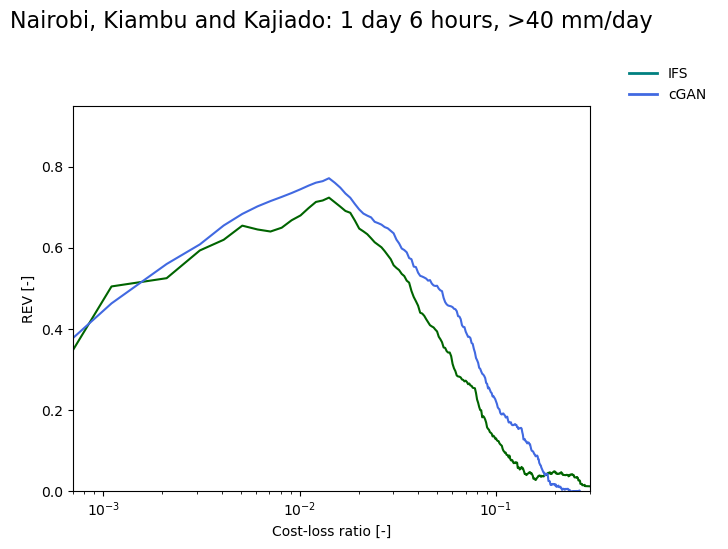 Nairobi, Kiambu and Kajiado: 1 day 6 hours, >40 mm/day
IFS
cGAN
0.8
0.6
0.4
0.2
0.0
REV [-]
10⁻³
10⁻²
10⁻¹
Cost-loss ratio [-]